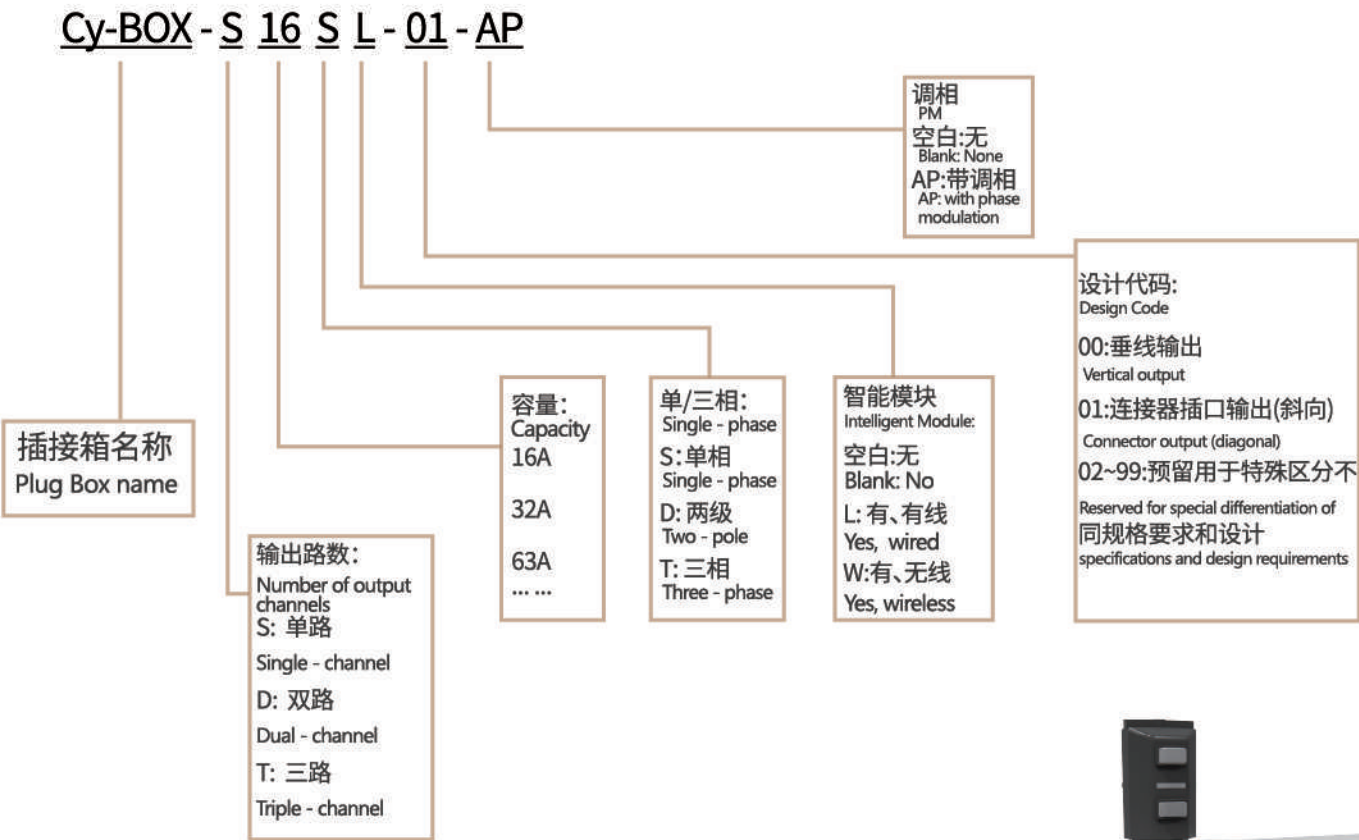 Cy-BOX - S 16 S L - 01 - AP
调相
PM
空白:无
Blank: None
AP:带调相
AP: with phase
modulation
设计代码:
Design Code
00:垂线输出
Vertical output
01:连接器插口输出(斜向)
Connector output (diagonal)
02~99:预留用于特殊区分不
Reserved for special differentiation of
同规格要求和设计
specifications and design requirements
智能模块
Intelligent Module:
空白:无
Blank: No
L: 有、有线
Yes, wired
W:有、无线
Yes, wireless
单/三相:
Single - phase
S:单相
Single - phase
D: 两级
Two - pole
T: 三相
Three - phase
容量:
Capacity
16A
32A
63A
... ...
插接箱名称
Plug Box name
输出路数:
Number of output
channels
S: 单路
Single - channel
D: 双路
Dual - channel
T: 三路
Triple - channel